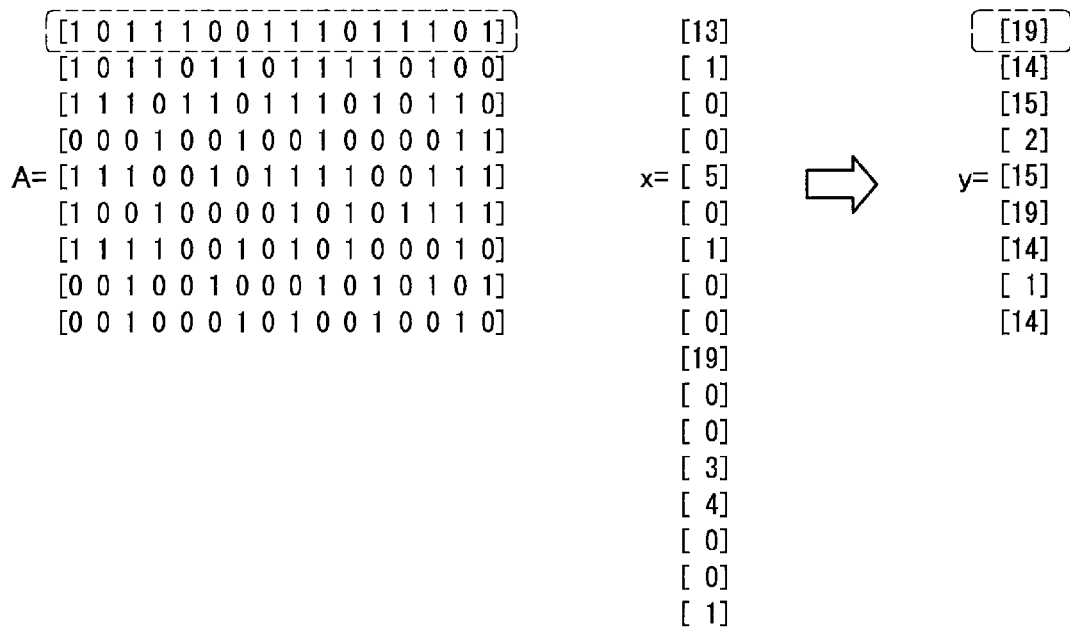 [1 0 1 1 1 0 0 1 1 1 0 1 1 1 0 1] [13] [19]
[1 0 1 1 0 1 1 0 1 1 1 1 0 1 0 0] [ 1] [14]
[1 1 1 0 1 1 0 1 1 1 0 1 0 1 1 0] [ 0] [15]
[0 0 0 1 0 0 1 0 0 1 0 0 0 0 1 1] [ 0] [ 2]
A= [1 1 1 0 0 1 0 1 1 1 1 0 0 1 1 1] x= [ 5] y= [15]
[1 0 0 1 0 0 0 0 1 0 1 0 1 1 1 1] [ 0] [19]
[1 1 1 1 0 0 1 0 1 0 1 0 0 0 1 0] [ 1] [14]
[0 0 1 0 0 1 0 0 0 1 0 1 0 1 0 1] [ 0] [ 1]
[0 0 1 0 0 0 1 0 1 0 0 1 0 0 1 0] [ 0] [14]
[19]
[ 0]
[ 0]
[ 3]
[ 4]
[ 0]
[ 0]
[ 1]